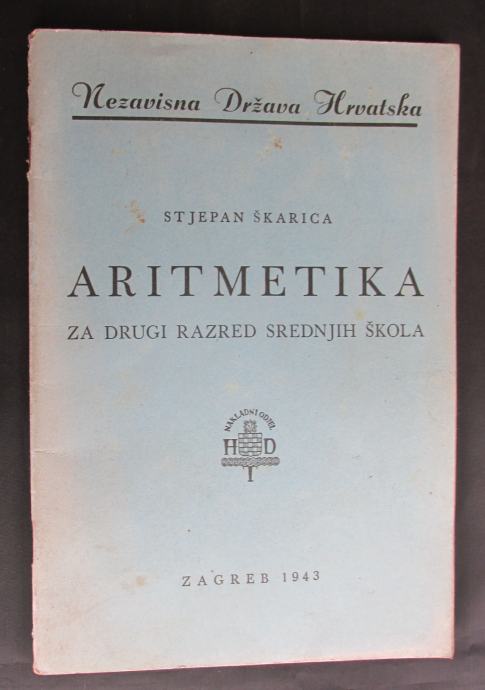 Nezavisna Država Hrvatska
STJEPAN ŠKARICA
ARITMETIKA
ZA DRUGI RAZRED SREDNJIH ŠKOLA
NAKLADNI ODJEL
H D
I
ZAGREB 1943